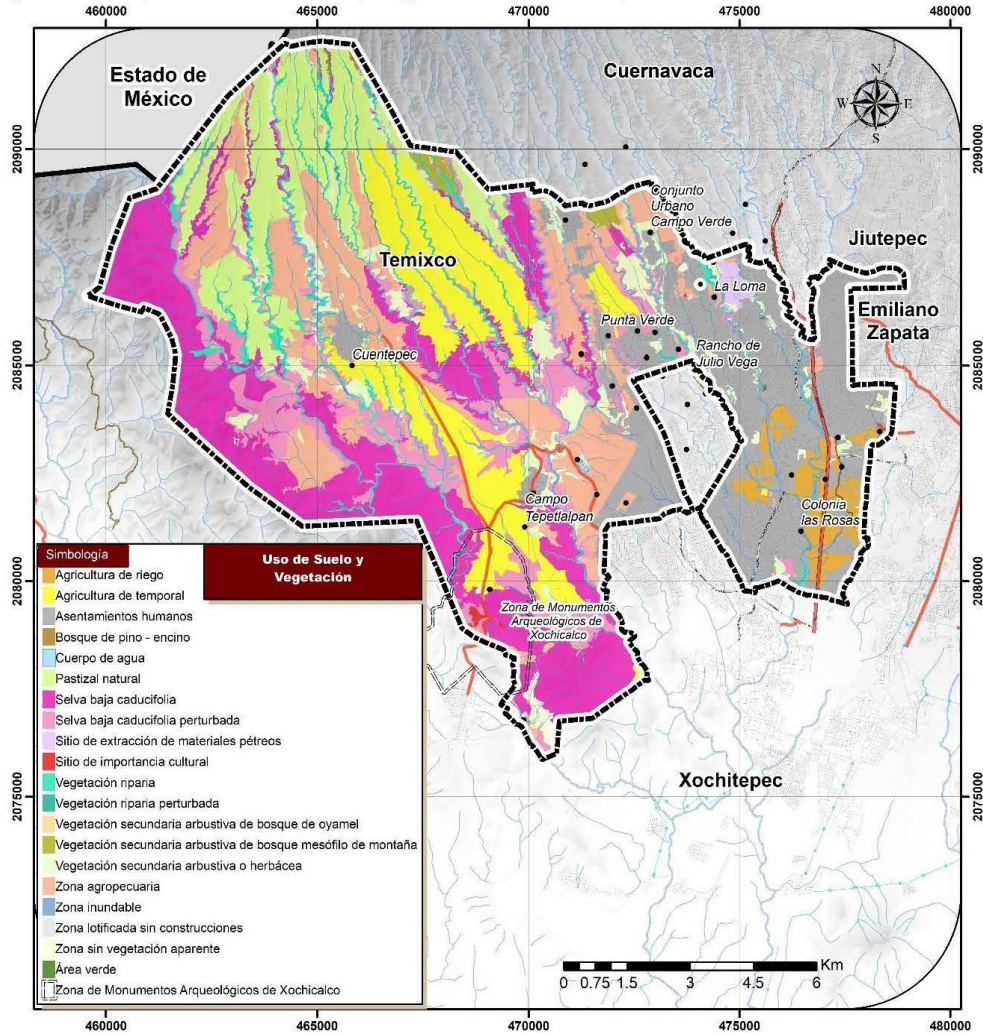 460000
465000
470000
475000
480000
Estado de
México
Cuernavaca
N
W
E
S
2090000
2090000
Conjunto
Urbano
Campo Verde
Jiutepec
Temixco
La Loma
Emiliano
Zapata
Punta Verde
Rancho de
Julio Vega
Cuentepec
2085000
2085000
Campo
Tepetlalpan
Colonia
las Rosas
2080000
2080000
Zona de Monumentos
Arqueológicos de
Xochicalco
Xochitepec
2075000
2075000
Simbología
Uso de Suelo y
Vegetación
Agricultura de riego
Agricultura de temporal
Asentamientos humanos
Bosque de pino - encino
Cuerpo de agua
Pastizal natural
Selva baja caducifolia
Selva baja caducifolia perturbada
Sitio de extracción de materiales pétreos
Sitio de importancia cultural
Vegetación riparia
Vegetación riparia perturbada
Vegetación secundaria arbustiva de bosque de oyamel
Vegetación secundaria arbustiva de bosque mesófilo de montaña
Vegetación secundaria arbustiva o herbácea
Zona agropecuaria
Zona inundable
Zona lotificada sin construcciones
Zona sin vegetación aparente
Área verde
Zona de Monumentos Arqueológicos de Xochicalco
Km
0 0.75 1.5 3 4.5 6
460000
465000
470000
475000
480000